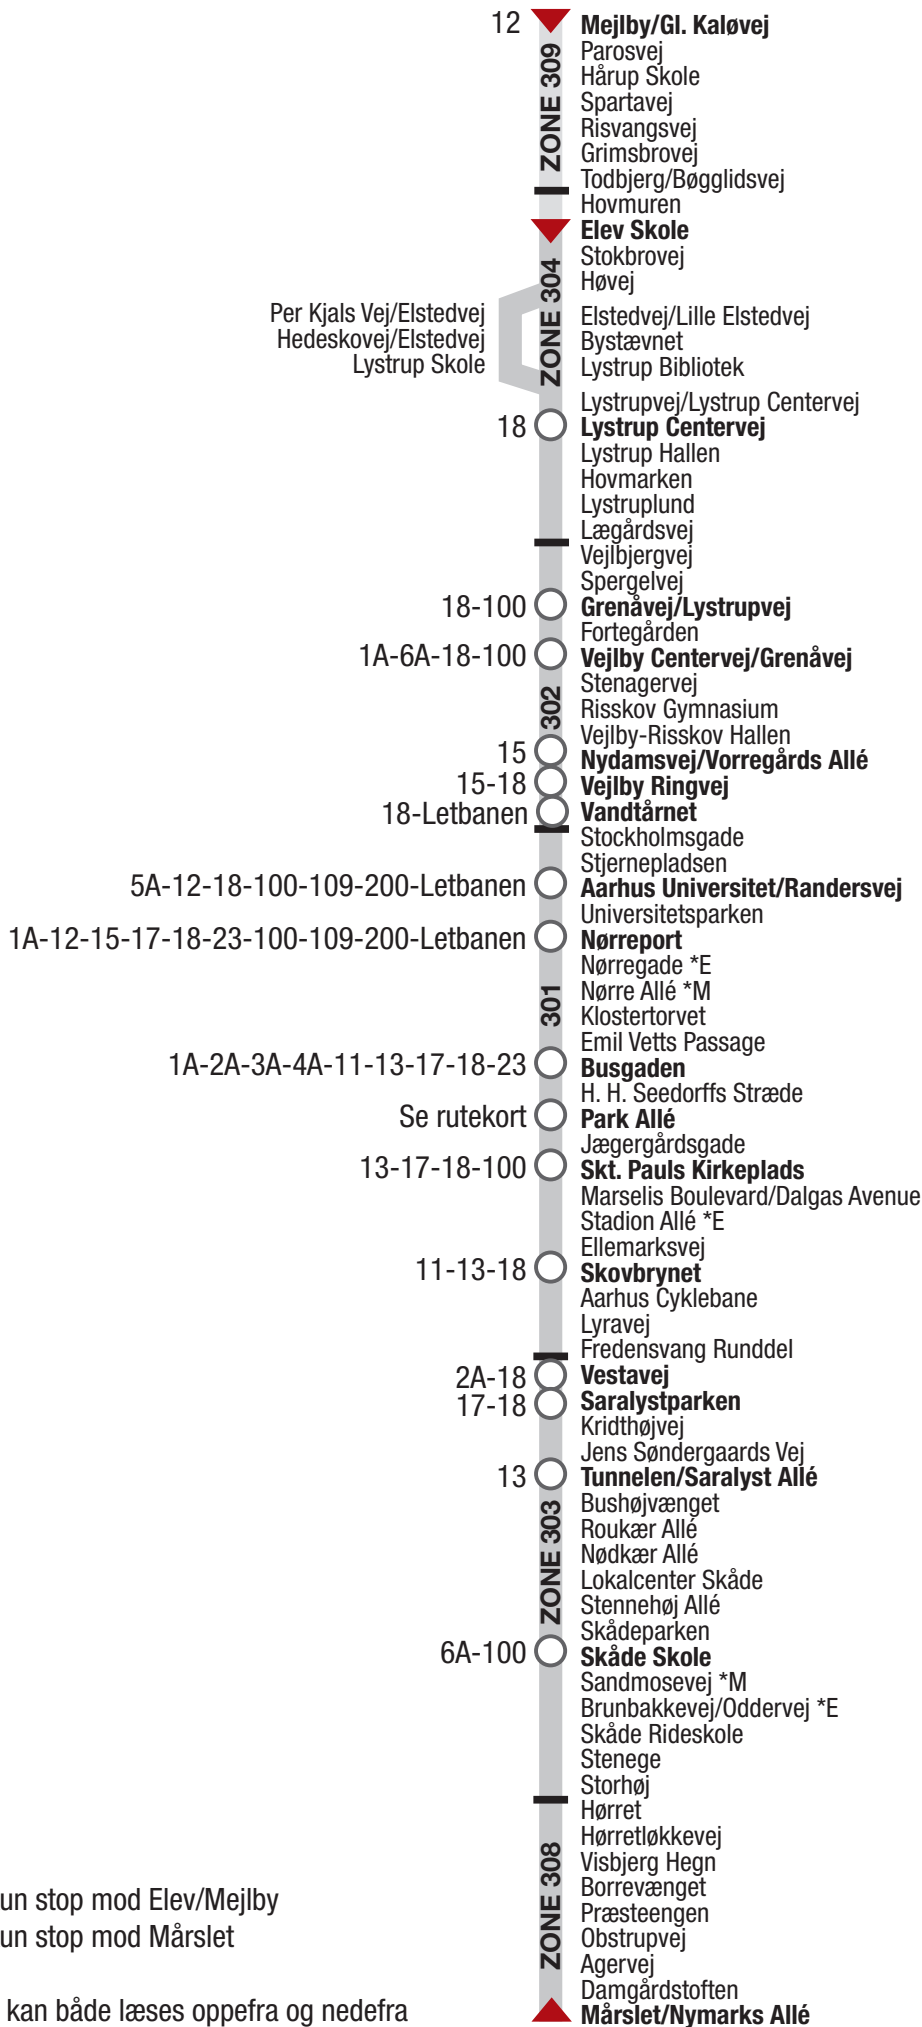 12 Mejlby/Gl. Kaløvej
ZONE 309
Parosvej
Hårup Skole
Spartavej
Risvangsvej
Grimsbrovej
Todbjerg/Bøgglidsvej
Hovmuren
Elev Skole
ZONE 304
Stokbrovej
Høvej
Per Kjals Vej/Elstedvej
Hedeskovej/Elstedvej
Lystrup Skole
Elstedvej/Lille Elstedvej
Bystævnet
Lystrup Bibliotek
Lystrupvej/Lystrup Centervej
18 Lystrup Centervej
Lystrup Hallen
Hovmarken
Lystruplund
Lægårdsvej
Vejlbjergvej
Spergelvej
18-100 Grenåvej/Lystrupvej
Fortegården
1A-6A-18-100 Vejlby Centervej/Grenåvej
302
Stenagervej
Risskov Gymnasium
Vejlby-Risskov Hallen
15 Nydamsvej/Vorregårds Allé
15-18 Vejlby Ringvej
18-Letbanen Vandtårnet
Stockholmsgade
Stjernepladsen
5A-12-18-100-109-200-Letbanen Aarhus Universitet/Randersvej
Universitetsparken
1A-12-15-17-18-23-100-109-200-Letbanen Nørreport
301
Nørregade *E
Nørre Allé *M
Klostertorvet
Emil Vetts Passage
1A-2A-3A-4A-11-13-17-18-23 Busgaden
H. H. Seedorffs Stræde
Se rutekort Park Allé
Jægergårdsgade
13-17-18-100 Skt. Pauls Kirkeplads
Marselis Boulevard/Dalgas Avenue
Stadion Allé *E
Ellemarksvej
11-13-18 Skovbrynet
Aarhus Cyklebane
Lyravej
Fredensvang Runddel
2A-18 Vestavej
17-18 Saralystparken
Kridthøjvej
Jens Søndergaards Vej
13 Tunnelen/Saralyst Allé
ZONE 303
Bushøjvænget
Roukær Allé
Nødkær Allé
Lokalcenter Skåde
Stennehøj Allé
Skådeparken
6A-100 Skåde Skole
Sandmosevej *M
Brunbakkevej/Oddervej *E
Skåde Rideskole
Stenege
Storhøj
Hørret
ZONE 308
Hørretløkkevej
Visbjerg Hegn
Borrevænget
Præsteengen
Obstrupvej
Agervej
Damgårdstoften
Mårslet/Nymarks Allé
un stop mod Elev/Mejlby
un stop mod Mårslet
kan både læses oppefra og nedefra